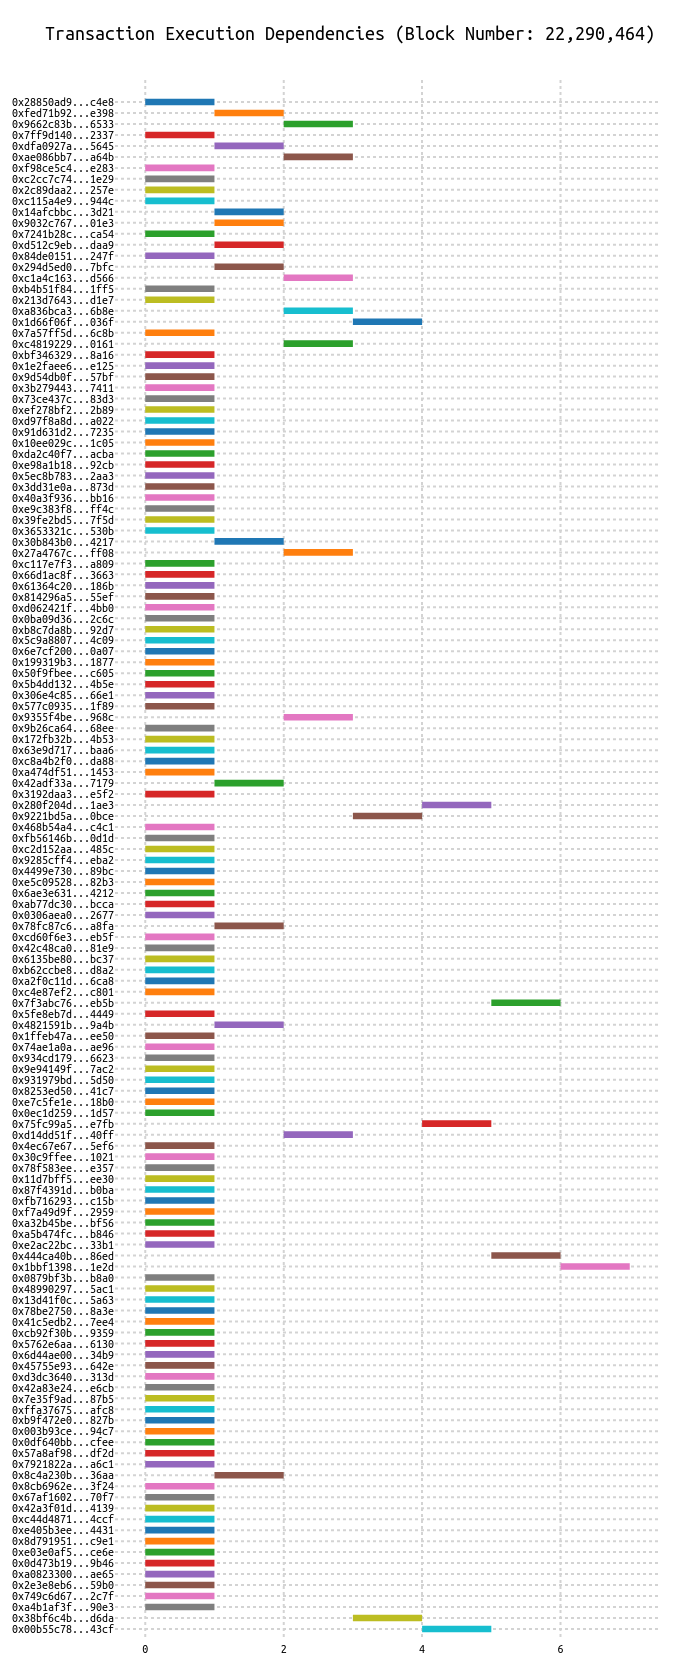 Transaction Execution Dependencies (Block Number: 22,290,464)
0x28850ad9...c4e8
0xfed71b92...e398
0x9662c83b...6533
0x7ff9d140...2337
0xdfa0927a...5645
0xae086bb7...a64b
0xf98ce5c4...e283
0xc2cc7c74...1e29
0x2c89daa2...257e
0xc115a4e9...944c
0x14afcbbc...3d21
0x9032c767...01e3
0x7241b28c...ca54
0xd512c9eb...daa9
0x84de0151...247f
0x294d5ed0...7bfc
0xc1a4c163...d566
0xb4b51f84...1ff5
0x213d7643...d1e7
0xa836bca3...6b8e
0x1d66f06f...036f
0x7a57ff5d...6c8b
0xc4819229...0161
0xbf346329...8a16
0x1e2faee6...e125
0x9d54db0f...57bf
0x3b279443...7411
0x73ce437c...83d3
0xef278bf2...2b89
0xd97f8a8d...a022
0x91d631d2...7235
0x10ee029c...1c05
0xda2c40f7...acba
0xe98a1b18...92cb
0x5ec8b783...2aa3
0x3dd31e0a...873d
0x40a3f936...bb16
0xe9c383f8...ff4c
0x39fe2bd5...7f5d
0x3653321c...530b
0x30b843b0...4217
0x27a4767c...ff08
0xc117e7f3...a809
0x66d1ac8f...3663
0x61364c20...186b
0x814296a5...55ef
0xd062421f...4bb0
0x0ba09d36...2c6c
0xb8c7da8b...92d7
0x5c9a8807...4c09
0x6e7cf200...0a07
0x199319b3...1877
0x50f9fbee...c605
0x5b4dd132...4b5e
0x306e4c85...66e1
0x577c0935...1f89
0x9355f4be...968c
0x9b26ca64...68ee
0x172fb32b...4b53
0x63e9d717...baa6
0xc8a4b2f0...da88
0xa474df51...1453
0x42adf33a...7179
0x3192daa3...e5f2
0x280f204d...1ae3
0x9221bd5a...0bce
0x468b54a4...c4c1
0xfb56146b...0d1d
0xc2d152aa...485c
0x9285cff4...eba2
0x4499e730...89bc
0xe5c09528...82b3
0x6ae3e631...4212
0xab77dc30...bcca
0x0306aea0...2677
0x78fc87c6...a8fa
0xcd60f6e3...eb5f
0x42c48ca0...81e9
0x6135be80...bc37
0xb62ccbe8...d8a2
0xa2f0c11d...6ca8
0xc4e87ef2...c801
0x7f3abc76...eb5b
0x5fe8eb7d...4449
0x4821591b...9a4b
0x1ffeb47a...ee50
0x74ae1a0a...ae96
0x934cd179...6623
0x9e94149f...7ac2
0x931979bd...5d50
0x8253ed50...41c7
0xe7c5fe1e...18b0
0x0ec1d259...1d57
0x75fc99a5...e7fb
0xd14dd51f...40ff
0x4ec67e67...5ef6
0x30c9ffee...1021
0x78f583ee...e357
0x11d7bff5...ee30
0x87f4391d...b0ba
0xfb716293...c15b
0xf7a49d9f...2959
0xa32b45be...bf56
0xa5b474fc...b846
0xe2ac22bc...33b1
0x444ca40b...86ed
0x1bbf1398...1e2d
0x0879bf3b...b8a0
0x48990297...5ac1
0x13d41f0c...5a63
0x78be2750...8a3e
0x41c5edb2...7ee4
0xcb92f30b...9359
0x5762e6aa...6130
0x6d44ae00...34b9
0x45755e93...642e
0xd3dc3640...313d
0x42a83e24...e6cb
0x7e35f9ad...87b5
0xffa37675...afc8
0xb9f472e0...827b
0x003b93ce...94c7
0x0df640bb...cfee
0x57a8af98...df2d
0x7921822a...a6c1
0x8c4a230b...36aa
0x8cb6962e...3f24
0x67af1602...70f7
0x42a3f01d...4139
0xc44d4871...4ccf
0xe405b3ee...4431
0x8d791951...c9e1
0xe03e0af5...ce6e
0x0d473b19...9b46
0xa0823300...ae65
0x2e3e8eb6...59b0
0x749c6d67...2c7f
0xa4b1af3f...90e3
0x38bf6c4b...d6da
0x00b55c78...43cf
0 2 4 6